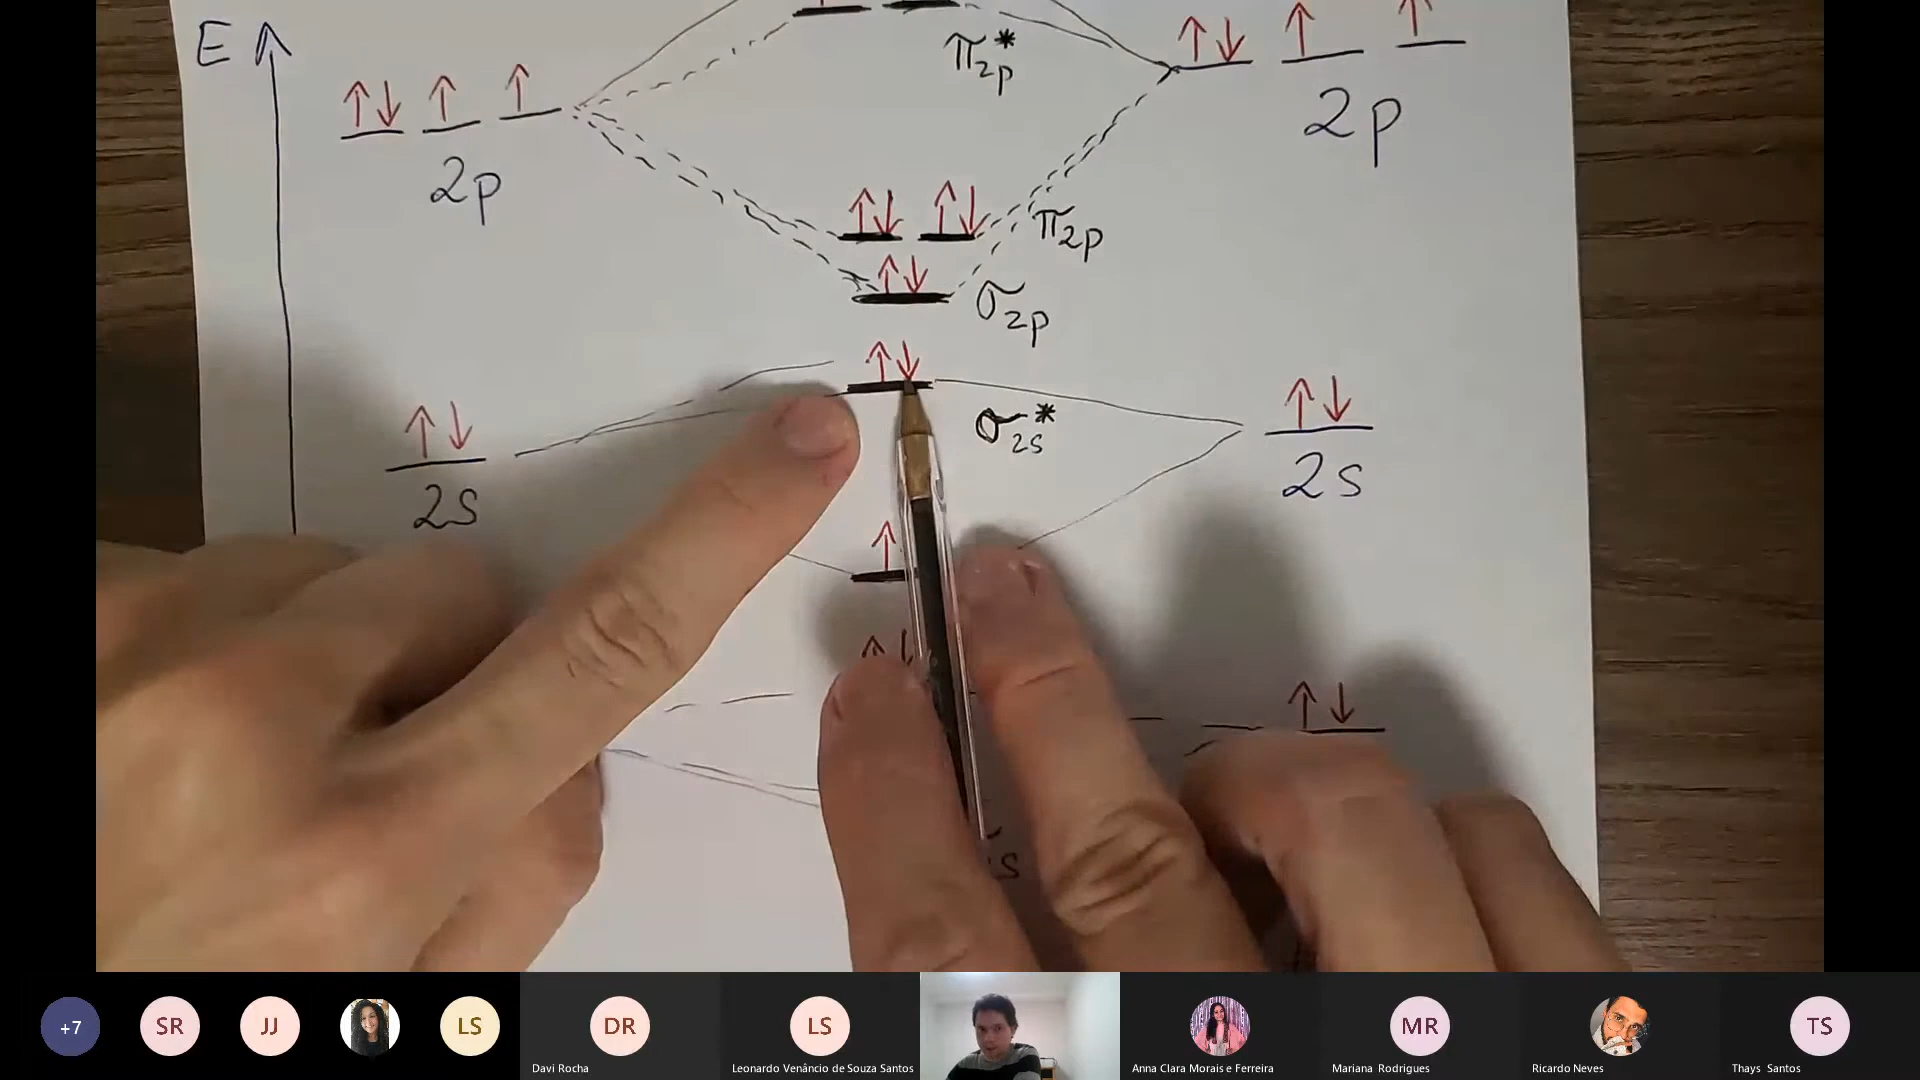 E
π*2p
2p
2p
π2p
σ2p
σ*2s
2s
2s
s
+7
SR
JJ
LS
DR
LS
MR
TS
Davi Rocha
Leonardo Venâncio de Souza Santos
Anna Clara Morais e Ferreira
Mariana Rodrigues
Ricardo Neves
Thays Santos